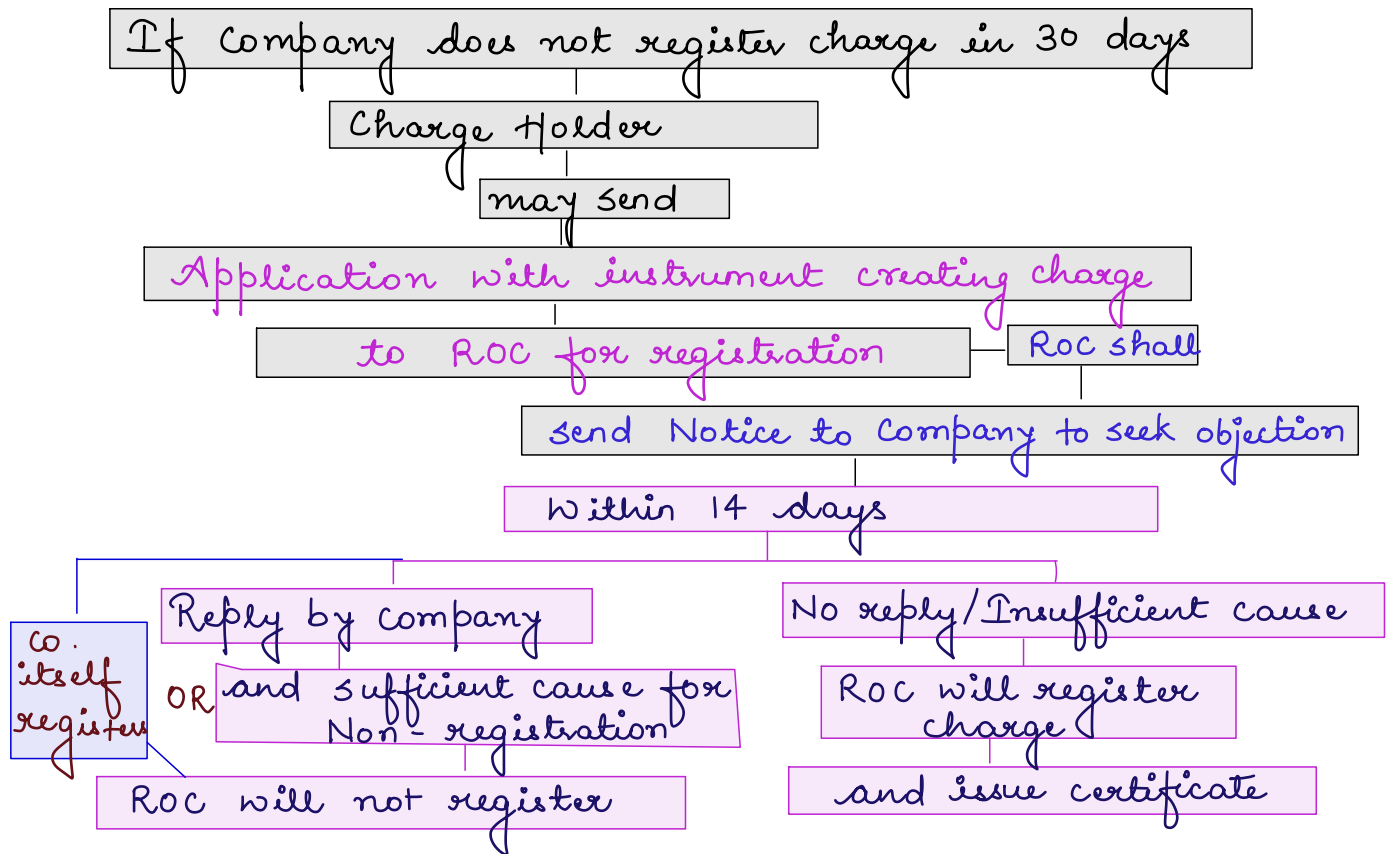 If Company does not register charge in 30 days
Charge Holder
may send
Application with instrument creating charge
to ROC for registration
ROC shall
send Notice to Company to seek objection
Within 14 days
Reply by company
No reply/Insufficient cause
co.
itself
registers
OR
and sufficient cause for
Non-registration
ROC will register
charge
ROC will not register
and issue certificate